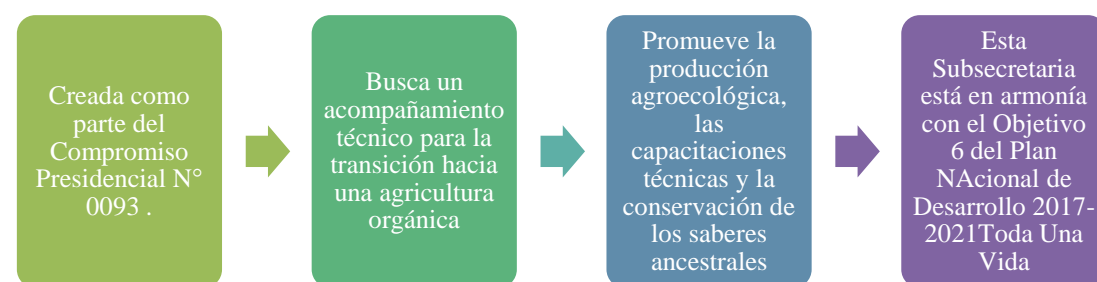 Creada como
parte del
Compromiso
Presidencial N°
0093 .
Busca un
acompañamiento
técnico para la
transición hacia
una agricultura
orgánica
Promueve la
producción
agroecológica,
las
capacitaciones
técnicas y la
conservación de
los saberes
ancestrales
Esta
Subsecretaria
está en armonía
con el Objetivo
6 del Plan
NAcional de
Desarrollo 2017-
2021Toda Una
Vida